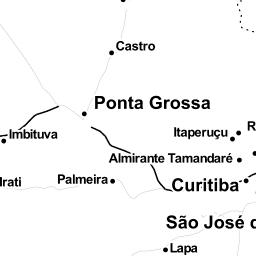 Castro
Ponta Grossa
Itaperuçu
R
Imbituva
Almirante Tamandaré
Irati
Palmeira
Curitiba
São José d
Lapa